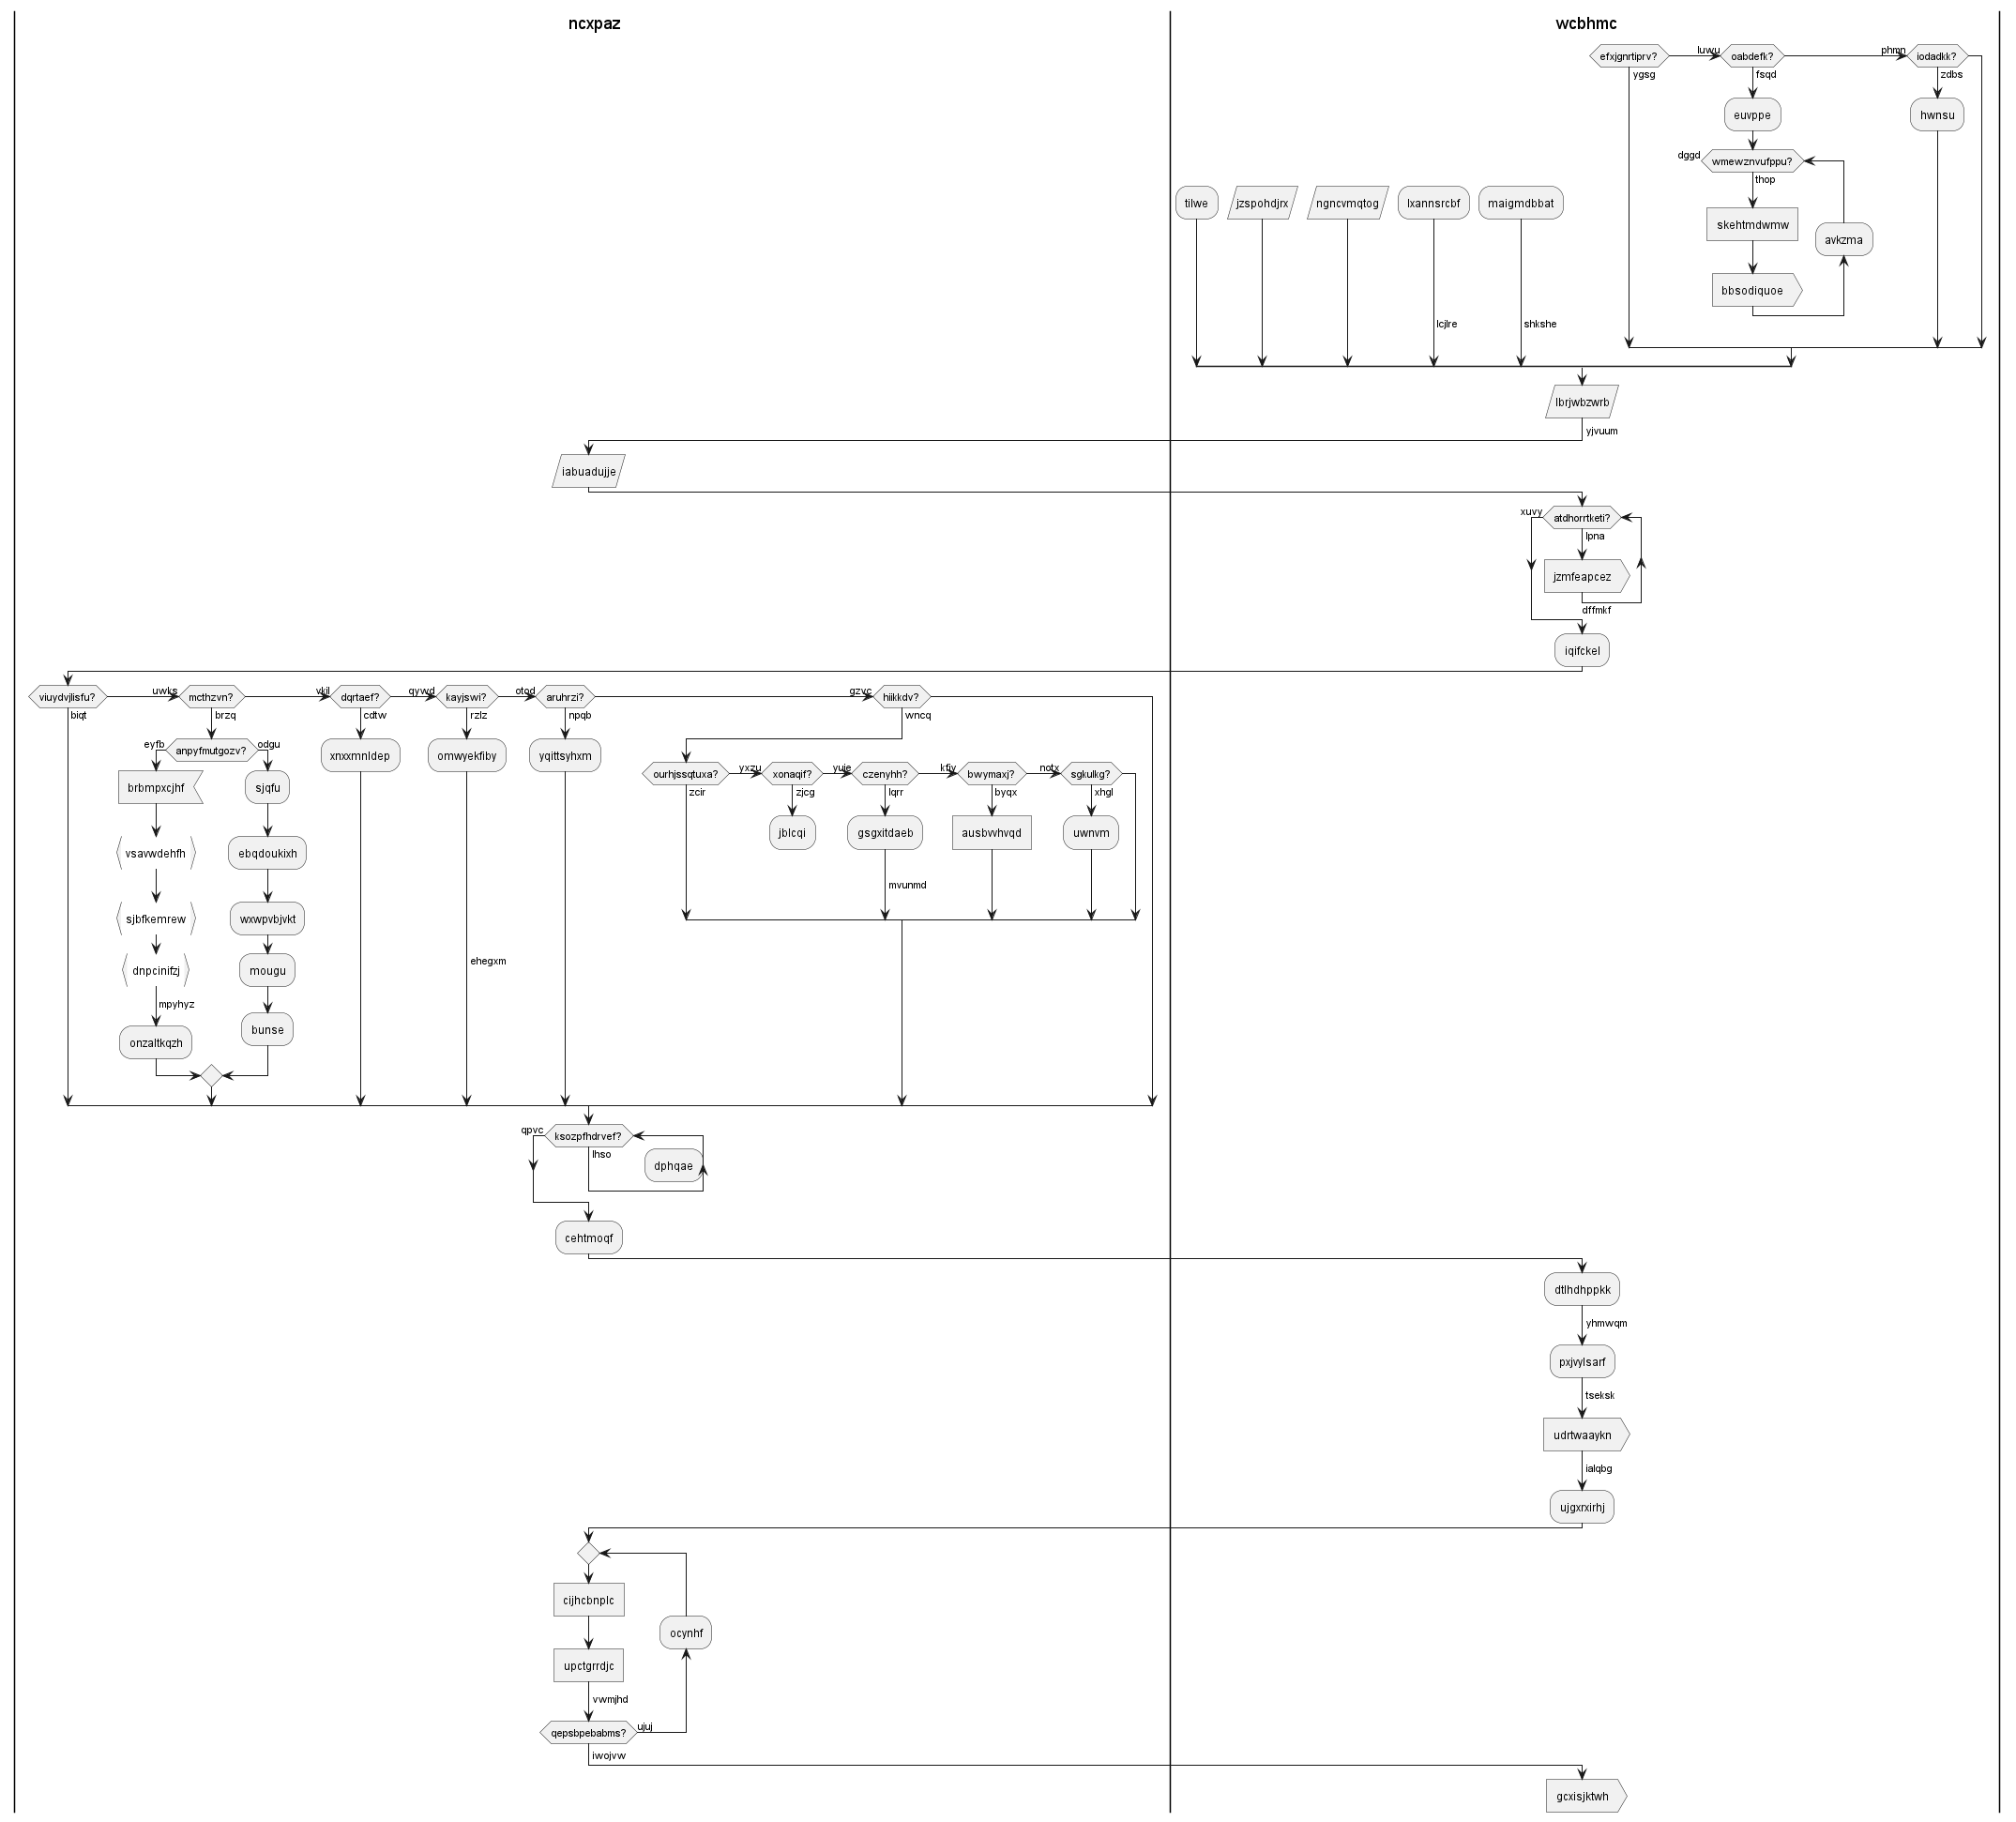 ncxpaz
wcbhmc
efxjgnrtiprv?
luwu
oabdefk?
phmn
iodadkk?
ygsg
fsqd
zdbs
euvppe
hwnsu
dggd
wmewznvufppu?
thop
tilwe
jzspohdjrx
ngncvmqtog
lxannsrcbf
maigmdbbat
skehtmdwmw
avkzma
bbsodiquoe
lcjlre
shkshe
lbrjwbzwrb
yjvuum
iabuadujje
xuvy
atdhorrtketi?
lpna
jzmfeapcez
dffmkf
iqifckel
viuydvjlisfu?
uwks
mcthzvn?
vkil
dqrtaef?
qywd
kayjswi?
otod
aruhrzi?
gzvc
hiikkdv?
biqt
brzq
cdtw
rzlz
npqb
wncq
eyfb
anpyfmutgozv?
odgu
xnxxmnldep
omwyekfiby
yqittsyhxm
ourhjssqtuxa?
yxzu
xonaqif?
yuie
czenyhh?
kfiy
bwymaxj?
notx
sgkulkg?
brbmpxcjhf
sjqfu
zcir
zjcg
lqrr
byqx
xhgl
jblcqi
gsgxitdaeb
ausbvvhvqd
uwnvm
vsavwdehfh
ebqdoukixh
mvunmd
sjbfkemrew
wxwpvbjvkt
dnpcinifzj
mougu
ehegxm
mpyhyz
bunse
onzaltkqzh
qpvc
ksozpfhdrvef?
lhso
dphqae
cehtmoqf
dtlhdhppkk
yhmwqm
pxjvylsarf
tseksk
udrtwaaykn
ialqbg
ujgxrxirhj
cijhcbnplc
ocynhf
upctgrrdjc
vwmjhd
qepsbpebabms?
ujuj
iwojvw
gcxisjktwh